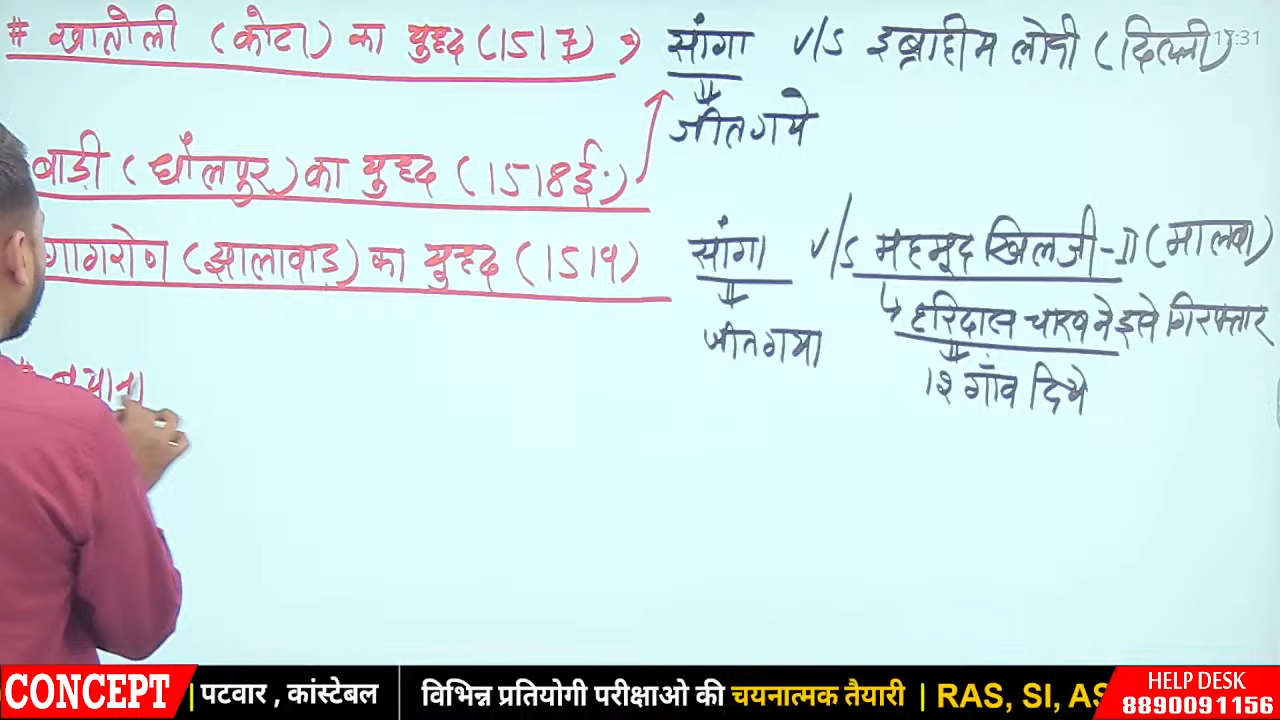 # खातोली (कोटा) का युद्ध (1517) → सांगा V/S इब्राहीम लोदी (दिल्ली)
जीत गये
बाड़ी (धौलपुर) का युद्ध (1518ई.)
गागरोण (झालावाड़) का युद्ध (1519) सांगा V/S महमूद खिलजी-II (मालवा)
जीत गया
↳ हरिदास चारण ने इसे गिरफ्तार
12 गाँव दिये
# बयाना
CONCEPT
पटवार , कांस्टेबल
विभिन्न प्रतियोगी परीक्षाओ की चयनात्मक तैयारी | RAS, SI, AS
HELP DESK
8890091156